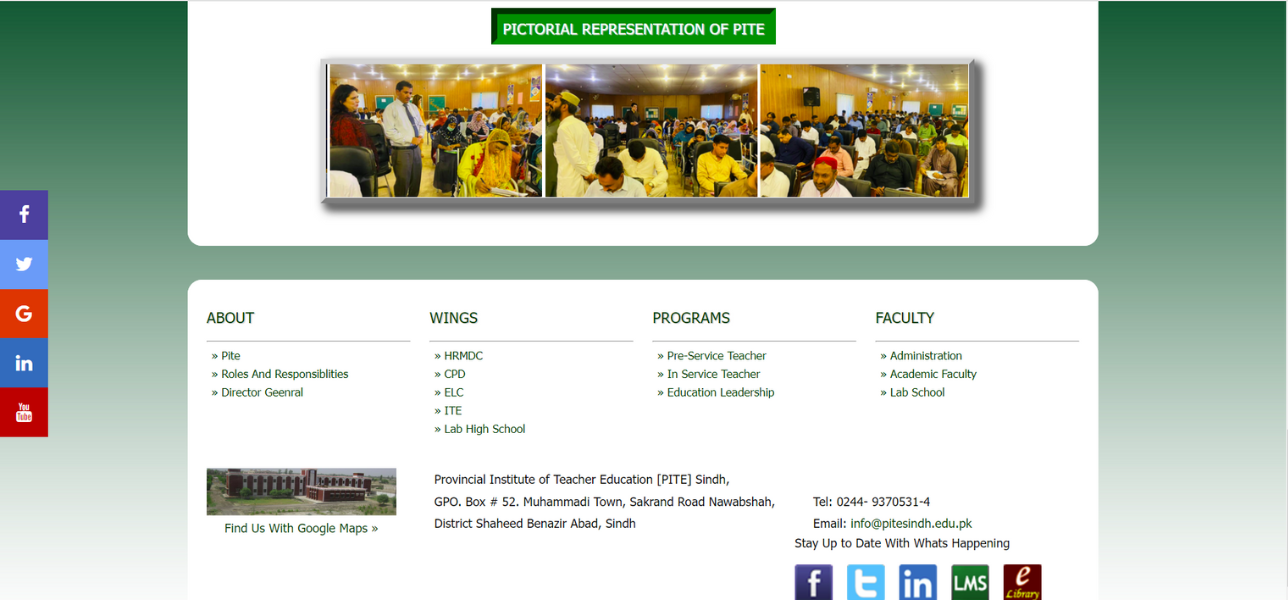 PICTORIAL REPRESENTATION OF PITE
ABOUT
» Pite
» Roles And Responsiblities
» Director Geenral
WINGS
» HRMDC
» CPD
» ELC
» ITE
» Lab High School
PROGRAMS
» Pre-Service Teacher
» In Service Teacher
» Education Leadership
FACULTY
» Administration
» Academic Faculty
» Lab School
Find Us With Google Maps »
Provincial Institute of Teacher Education [PITE] Sindh,
GPO. Box # 52. Muhammadi Town, Sakrand Road Nawabshah,
District Shaheed Benazir Abad, Sindh
Tel: 0244- 9370531-4
Email: info@pitesindh.edu.pk
Stay Up to Date With Whats Happening
f
t
in
LMS
e
Library
f
G
in
You
Tube